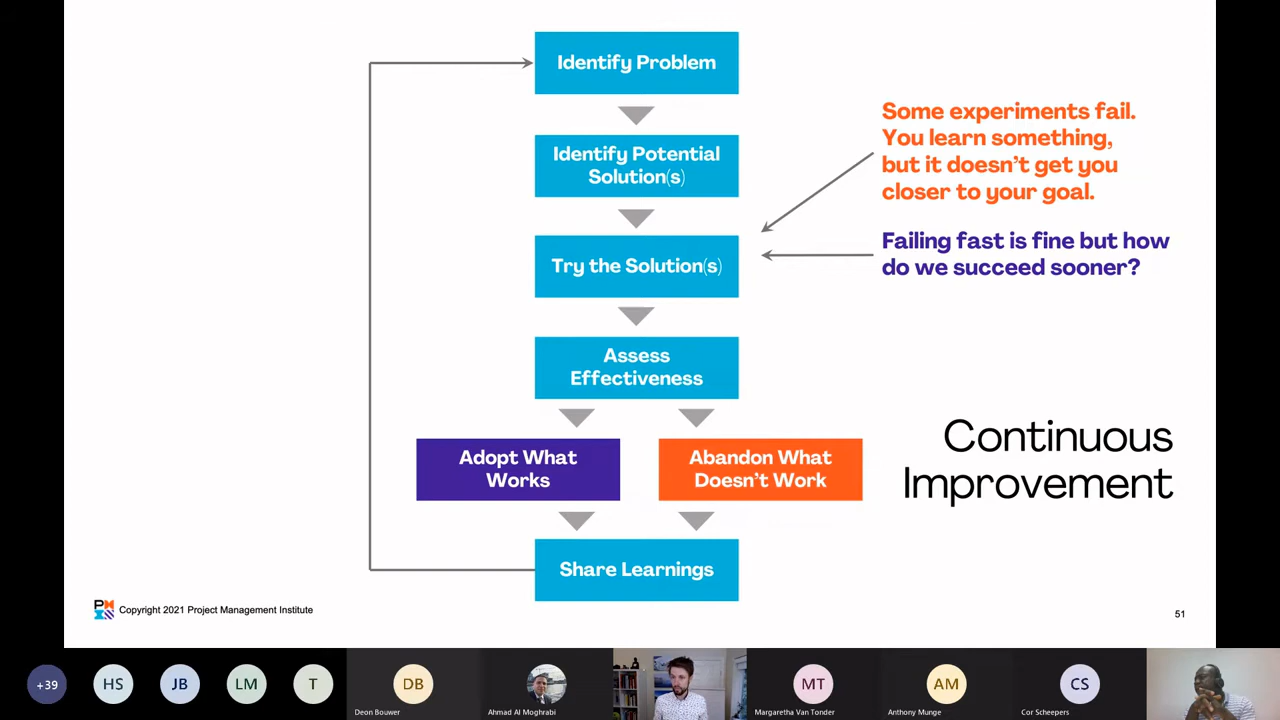 Identify Problem
Identify Potential
Solution(s)
Try the Solution(s)
Assess
Effectiveness
Adopt What
Works
Abandon What
Doesn't Work
Share Learnings
Some experiments fail.
You learn something,
but it doesn't get you
closer to your goal.
Failing fast is fine but how
do we succeed sooner?
Continuous
Improvement
Copyright 2021 Project Management Institute
51
+39
HS
JB
LM
T
DB
Deon Bouwer
Ahmad Al Moghrabi
MT
Margaretha Van Tonder
AM
Anthony Munge
CS
Cor Scheepers